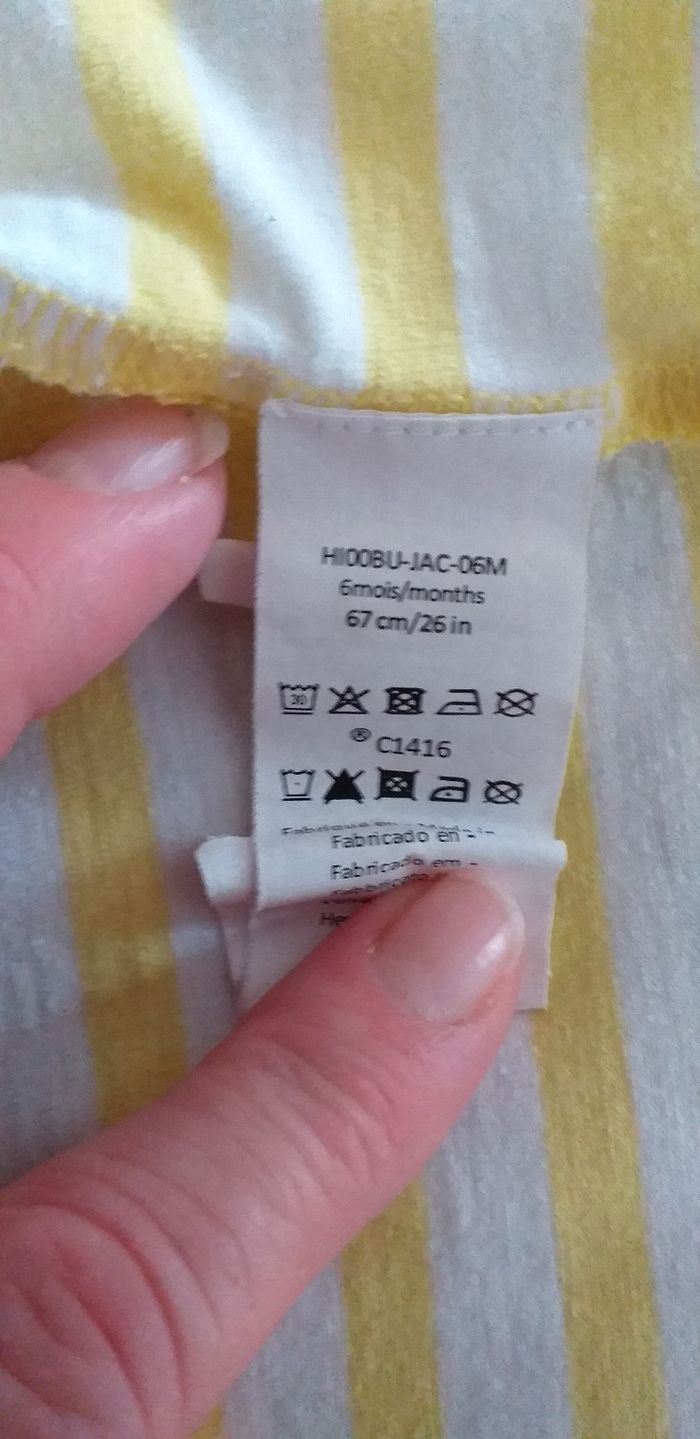 HI00BU-JAC-06M
6mois/months
67 cm/26 in
30
® C1416
Fabricado en
Fabricado em